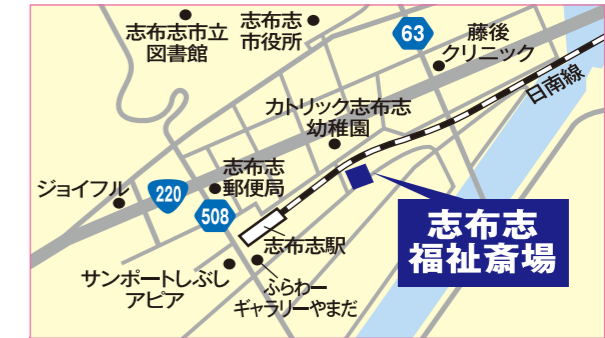 志布志市立
図書館
志布志
市役所
63
藤後
クリニック
日南線
カトリック志布志
幼稚園
志布志
郵便局
ジョイフル
220
508
志布志駅
志布志
福祉斎場
サンポートしぶし
アピア
ふらわー
ギャラリーやまだ